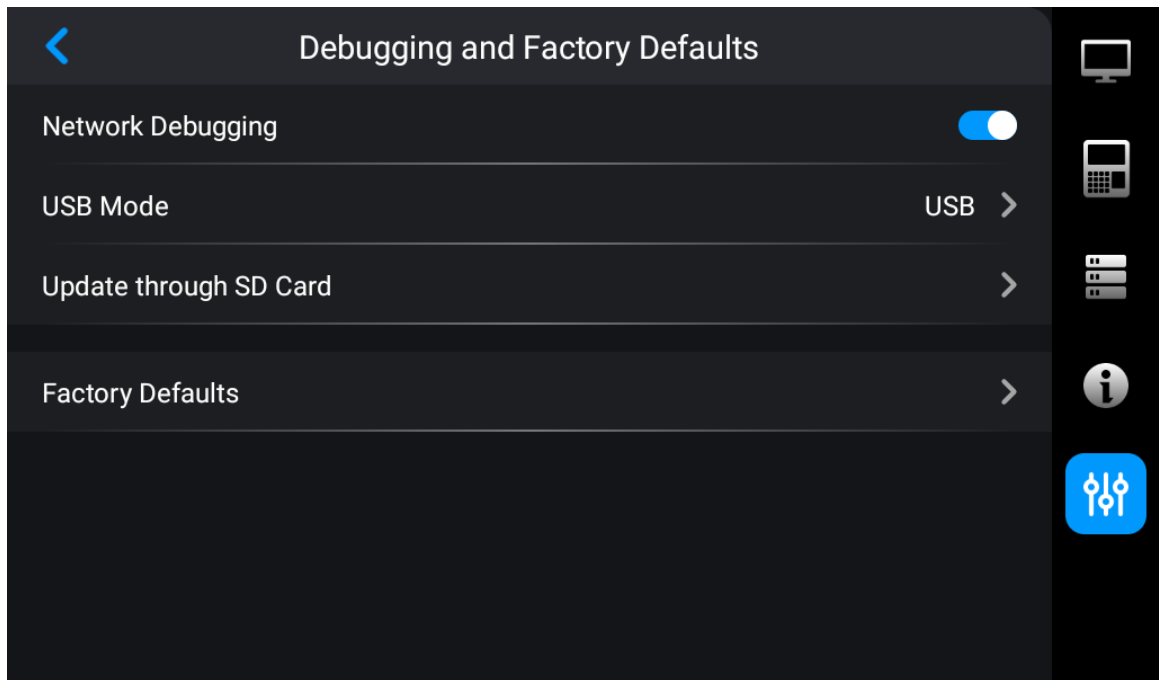 Debugging and Factory Defaults
Network Debugging
USB Mode USB
Update through SD Card
Factory Defaults